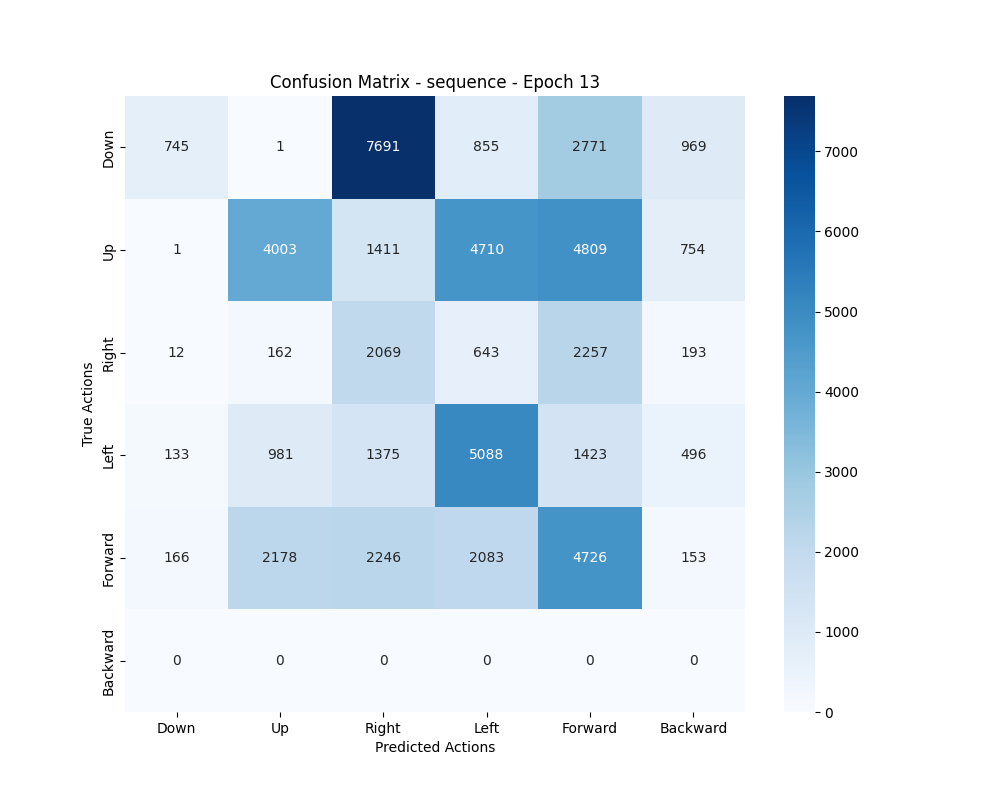 Confusion Matrix - sequence - Epoch 13
True Actions
Down 745 1 7691 855 2771 969
Up 1 4003 1411 4710 4809 754
Right 12 162 2069 643 2257 193
Left 133 981 1375 5088 1423 496
Forward 166 2178 2246 2083 4726 153
Backward 0 0 0 0 0 0
Down Up Right Left Forward Backward
Predicted Actions
7000
6000
5000
4000
3000
2000
1000
0